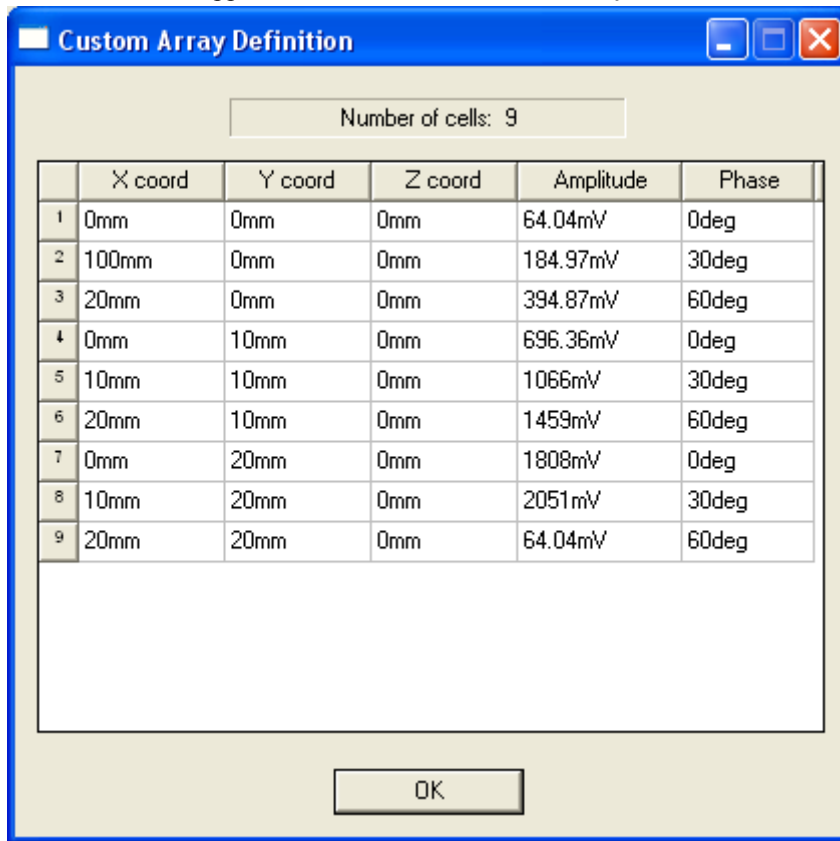 Custom Array Definition
Number of cells: 9
X coord Y coord Z coord Amplitude Phase
1 0mm 0mm 0mm 64.04mV 0deg
2 100mm 0mm 0mm 184.97mV 30deg
3 20mm 0mm 0mm 394.87mV 60deg
4 0mm 10mm 0mm 696.36mV 0deg
5 10mm 10mm 0mm 1066mV 30deg
6 20mm 10mm 0mm 1459mV 60deg
7 0mm 20mm 0mm 1808mV 0deg
8 10mm 20mm 0mm 2051mV 30deg
9 20mm 20mm 0mm 64.04mV 60deg
OK